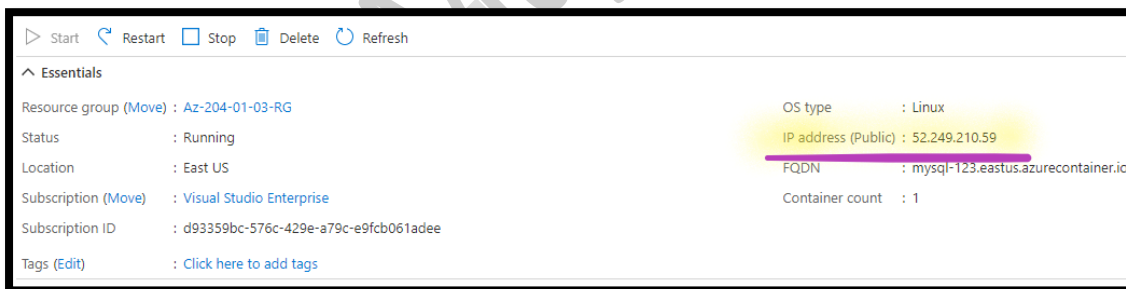 Start Restart Stop Delete Refresh
Essentials
Resource group (Move) : Az-204-01-03-RG
Status : Running
Location : East US
Subscription (Move) : Visual Studio Enterprise
Subscription ID : d93359bc-576c-429e-a79c-e9fcb061adee
Tags (Edit) : Click here to add tags
OS type : Linux
IP address (Public) : 52.249.210.59
FQDN : mysql-123.eastus.azurecontainer.io
Container count : 1